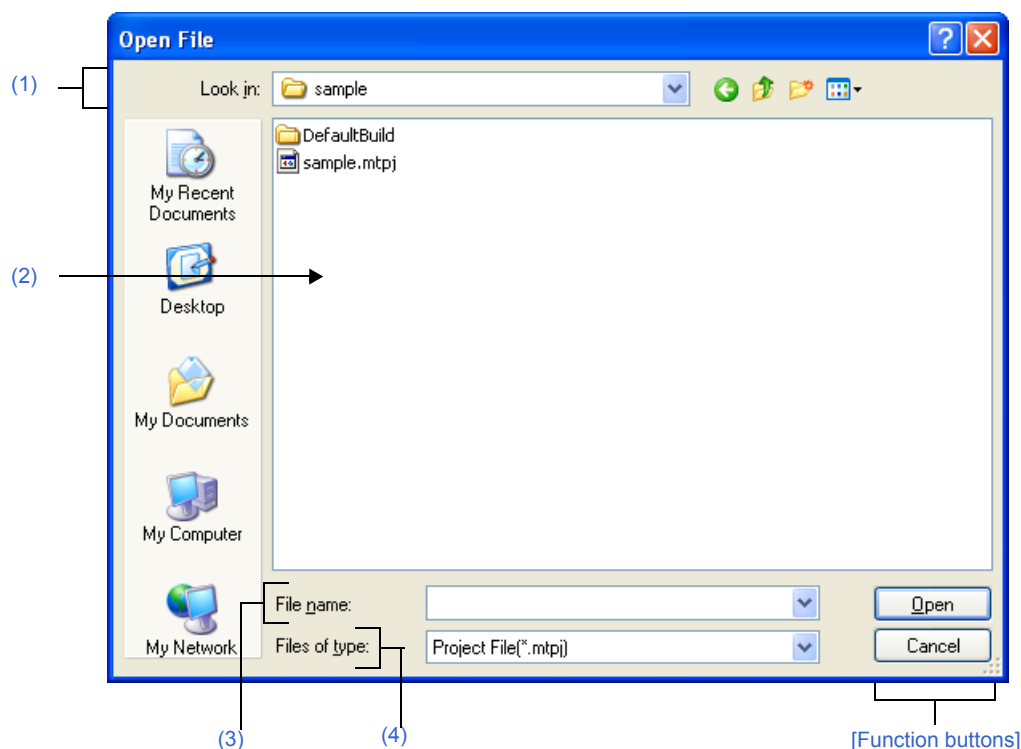 Open File
(1)
Look in:
sample
DefaultBuild
sample.mtpj
My Recent
Documents
(2)
Desktop
My Documents
My Computer
My Network
File name:
Open
Files of type:
Project File(*.mtpj)
Cancel
(3)
(4)
[Function buttons]